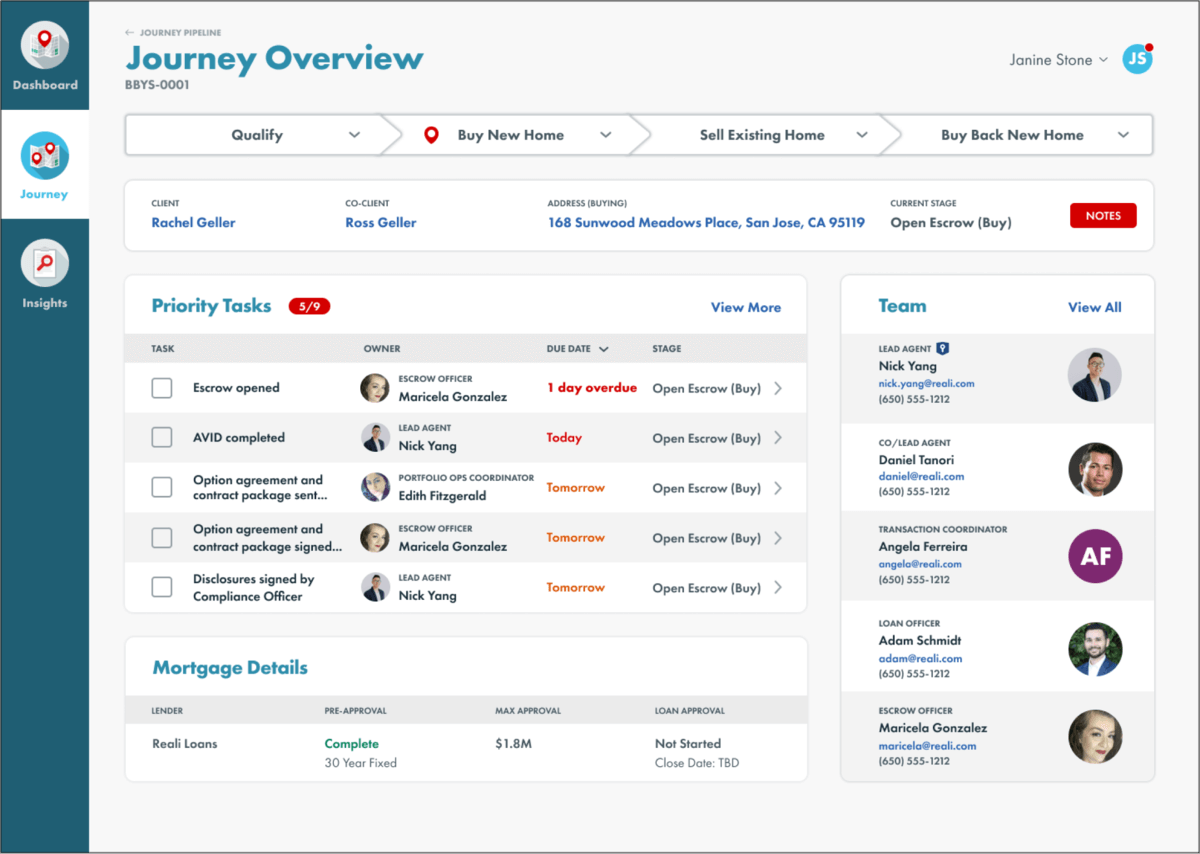 Dashboard
Journey
Insights
← JOURNEY PIPELINE
Journey Overview
BBYS-0001
Janine Stone
JS
Qualify
Buy New Home
Sell Existing Home
Buy Back New Home
CLIENT
Rachel Geller
CO-CLIENT
Ross Geller
ADDRESS (BUYING)
168 Sunwood Meadows Place, San Jose, CA 95119
CURRENT STAGE
Open Escrow (Buy)
NOTES
Priority Tasks 5/9 View More
TASK OWNER DUE DATE STAGE
Escrow opened
ESCROW OFFICER
Maricela Gonzalez
1 day overdue
Open Escrow (Buy)
AVID completed
LEAD AGENT
Nick Yang
Today
Open Escrow (Buy)
Option agreement and
contract package sent...
PORTFOLIO OPS COORDINATOR
Edith Fitzgerald
Tomorrow
Open Escrow (Buy)
Option agreement and
contract package signed...
ESCROW OFFICER
Maricela Gonzalez
Tomorrow
Open Escrow (Buy)
Disclosures signed by
Compliance Officer
LEAD AGENT
Nick Yang
Tomorrow
Open Escrow (Buy)
Mortgage Details
LENDER PRE-APPROVAL MAX APPROVAL LOAN APPROVAL
Reali Loans
Complete
30 Year Fixed
$1.8M
Not Started
Close Date: TBD
Team View All
LEAD AGENT
Nick Yang
nick.yang@reali.com
(650) 555-1212
CO/LEAD AGENT
Daniel Tanori
daniel@reali.com
(650) 555-1212
TRANSACTION COORDINATOR
Angela Ferreira
angela@reali.com
(650) 555-1212
AF
LOAN OFFICER
Adam Schmidt
adam@reali.com
(650) 555-1212
ESCROW OFFICER
Maricela Gonzalez
maricela@reali.com
(650) 555-1212